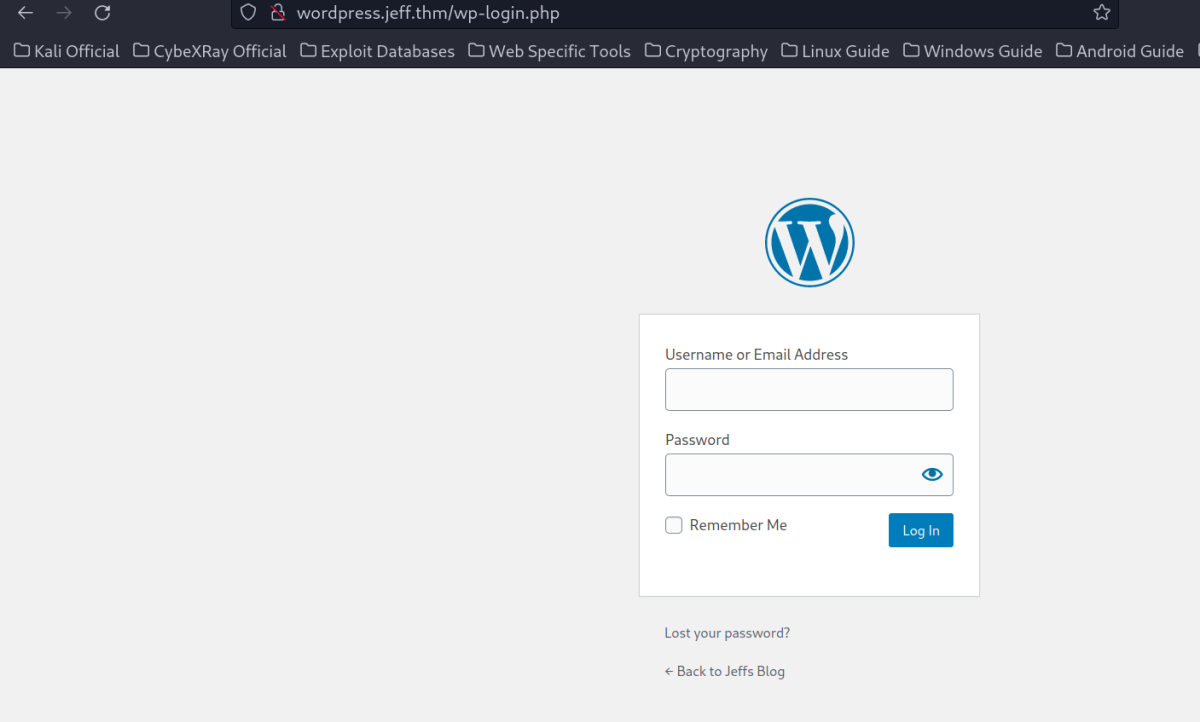 wordpress.jeff.thm/wp-login.php
Kali Official CybeXRay Official Exploit Databases Web Specific Tools Cryptography Linux Guide Windows Guide Android Guide
Username or Email Address
Password
Remember Me
Log In
Lost your password?
← Back to Jeffs Blog